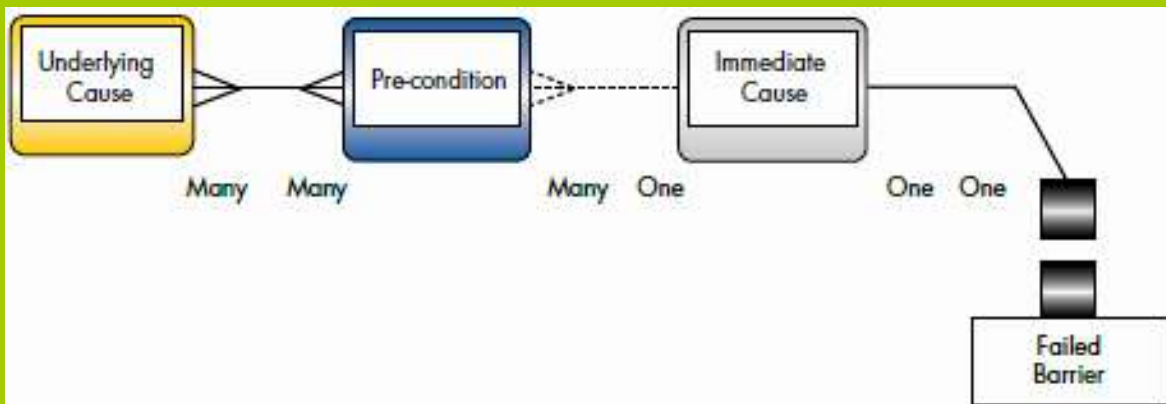 Underlying
Cause
Pre-condition
Immediate
Cause
Many Many Many One One One
Failed
Barrier